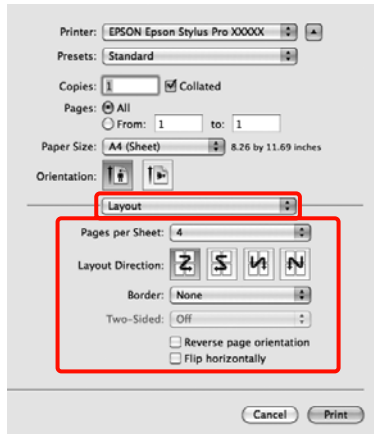 Printer: EPSON Epson Stylus Pro XXXXX
Presets: Standard
Copies: 1 Collated
Pages: All
From: 1 to: 1
Paper Size: A4 (Sheet) 8.26 by 11.69 inches
Orientation:
Layout
Pages per Sheet: 4
Layout Direction:
Border: None
Two-Sided: Off
Reverse page orientation
Flip horizontally
Cancel Print